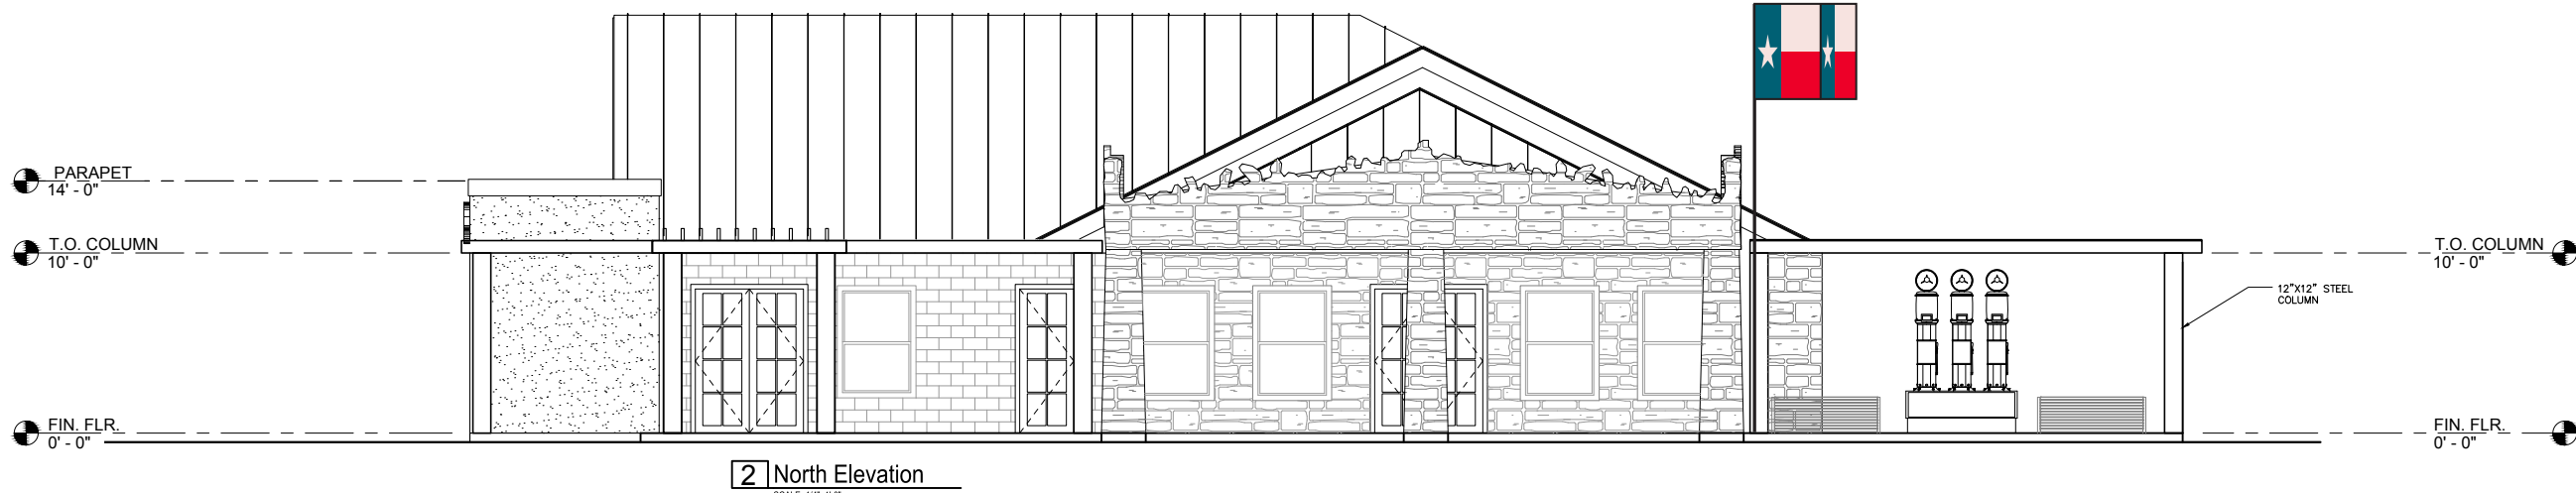 PARAPET
14' - 0"
T.O. COLUMN
10' - 0"
T.O. COLUMN
10' - 0"
12"X12" STEEL
COLUMN
FIN. FLR.
0' - 0"
FIN. FLR.
0' - 0"
2 North Elevation